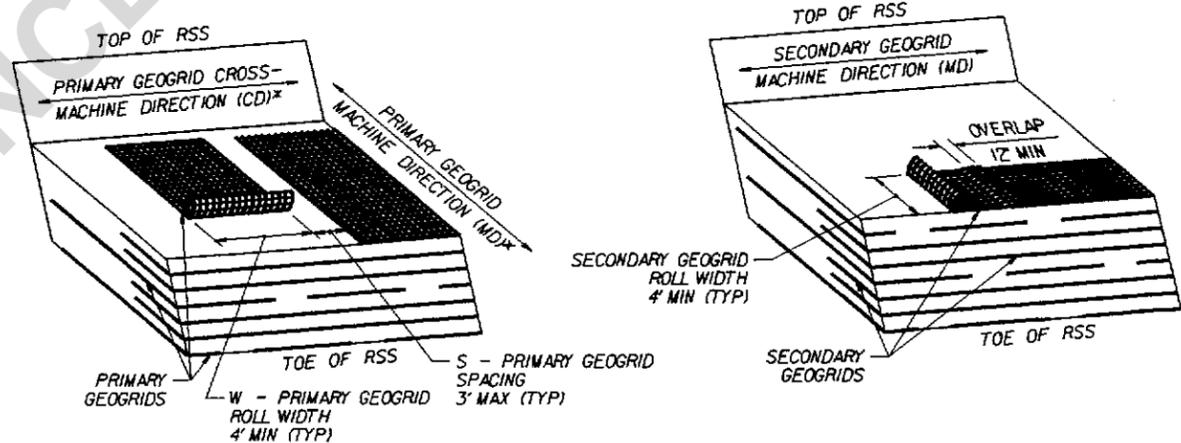 TOP OF RSS
PRIMARY GEOGRID CROSS-
MACHINE DIRECTION (CD)*
PRIMARY GEOGRID
MACHINE DIRECTION (MD)*
TOE OF RSS
PRIMARY
GEOGRIDS
W - PRIMARY GEOGRID
ROLL WIDTH
4' MIN (TYP)
S - PRIMARY GEOGRID
SPACING
3' MAX (TYP)
TOP OF RSS
SECONDARY GEOGRID
MACHINE DIRECTION (MD)
OVERLAP
12" MIN
SECONDARY GEOGRID
ROLL WIDTH
4' MIN (TYP)
SECONDARY
GEOGRIDS
TOE OF RSS